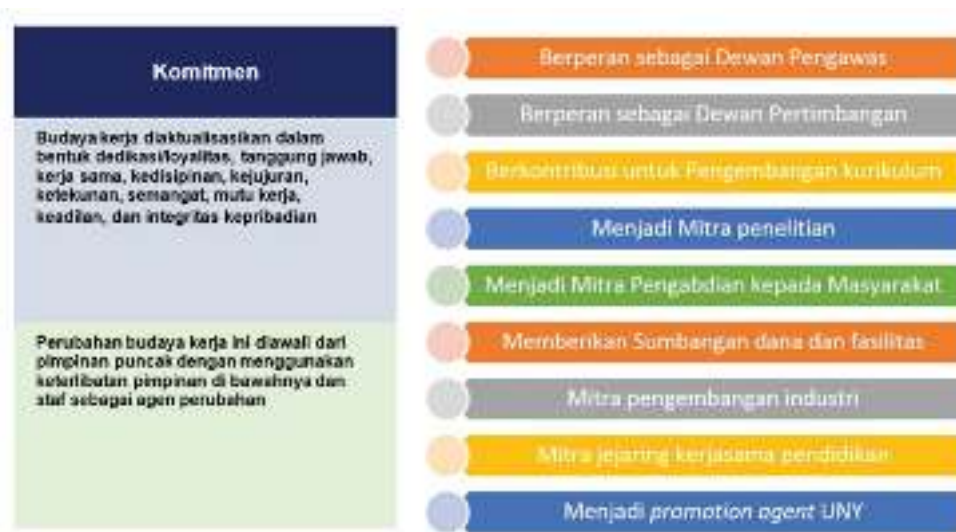 Komitmen
Budaya kerja diaktualisasikan dalam
bentuk dedikasi/loyalitas, tanggung jawab,
kerja sama, kedisipinan, kejujuran,
ketekunan, semangat, mutu kerja,
keadilan, dan integritas kepribadian
Perubahan budaya kerja ini diawali dari
pimpinan puncak dengan menggunakan
keterlibatan pimpinan di bawahnya dan
staf sebagai agen perubahan
Berperan sebagai Dewan Pengawas
Berperan sebagai Dewan Pertimbangan
Berkontribusi untuk Pengembangan kurikulum
Menjadi Mitra penelitian
Menjadi Mitra Pengabdian kepada Masyarakat
Memberikan Sumbangan dana dan fasilitas
Mitra pengembangan industri
Mitra jejaring kerjasama pendidikan
Menjadi promotion agent UNY